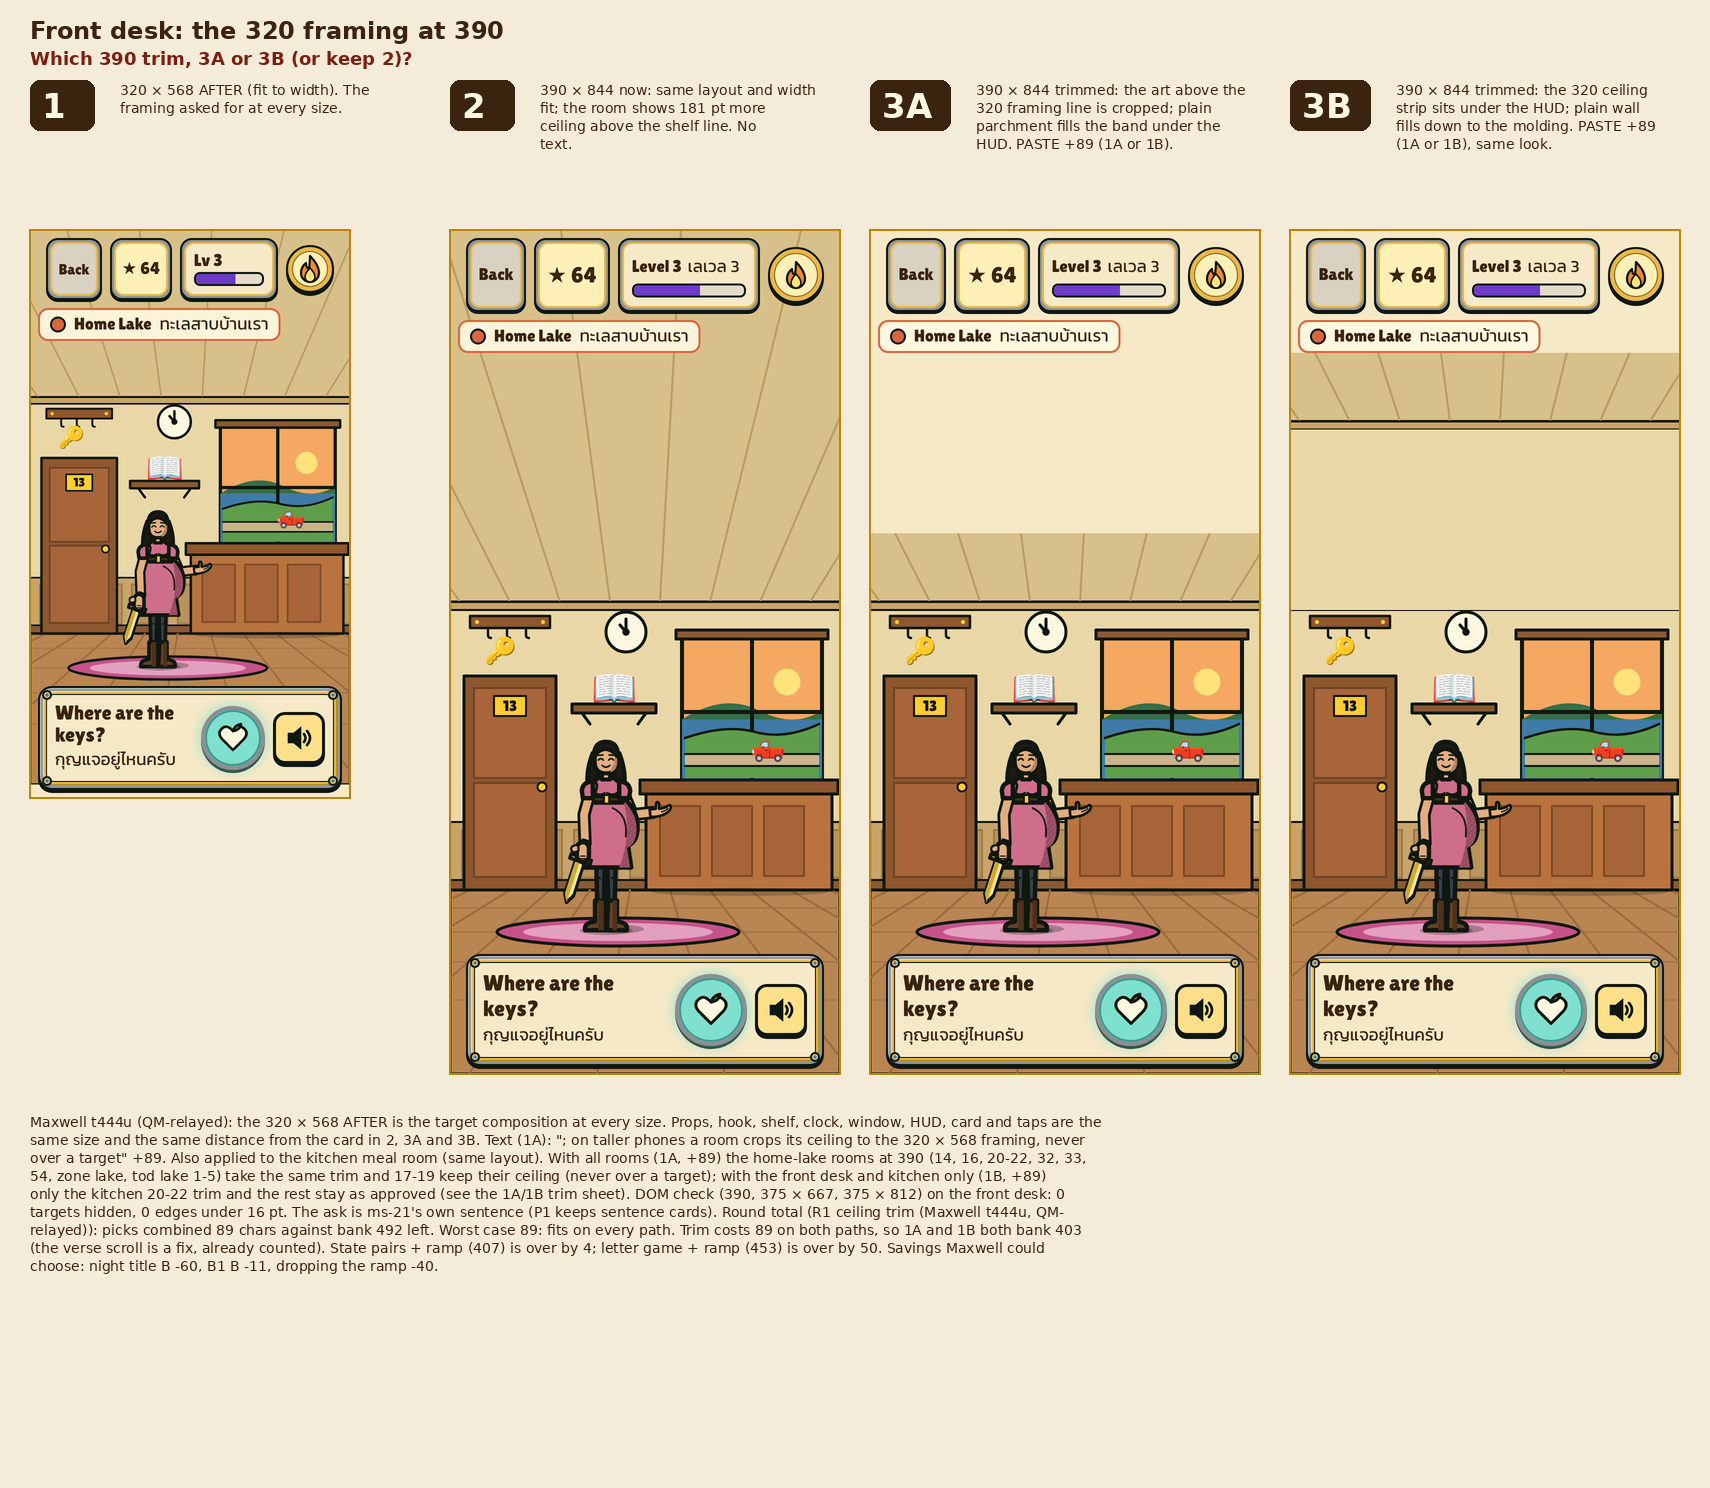 Front desk: the 320 framing at 390
Which 390 trim, 3A or 3B (or keep 2)?
1
320 × 568 AFTER (fit to width). The
framing asked for at every size.
2
390 × 844 now: same layout and width
fit; the room shows 181 pt more
ceiling above the shelf line. No
text.
3A
390 × 844 trimmed: the art above the
320 framing line is cropped; plain
parchment fills the band under the
HUD. PASTE +89 (1A or 1B).
3B
390 × 844 trimmed: the 320 ceiling
strip sits under the HUD; plain wall
fills down to the molding. PASTE +89
(1A or 1B), same look.
Back
★ 64
Lv 3
Home Lake ทะเลสาบบ้านเรา
13
Where are the
keys?
กุญแจอยู่ไหนครับ
Back
★ 64
Level 3 เลเวล 3
Home Lake ทะเลสาบบ้านเรา
13
Where are the
keys?
กุญแจอยู่ไหนครับ
Back
★ 64
Level 3 เลเวล 3
Home Lake ทะเลสาบบ้านเรา
13
Where are the
keys?
กุญแจอยู่ไหนครับ
Back
★ 64
Level 3 เลเวล 3
Home Lake ทะเลสาบบ้านเรา
13
Where are the
keys?
กุญแจอยู่ไหนครับ
Maxwell t444u (QM-relayed): the 320 × 568 AFTER is the target composition at every size. Props, hook, shelf, clock, window, HUD, card and taps are the
same size and the same distance from the card in 2, 3A and 3B. Text (1A): "; on taller phones a room crops its ceiling to the 320 × 568 framing, never
over a target" +89. Also applied to the kitchen meal room (same layout). With all rooms (1A, +89) the home-lake rooms at 390 (14, 16, 20-22, 32, 33,
54, zone lake, tod lake 1-5) take the same trim and 17-19 keep their ceiling (never over a target); with the front desk and kitchen only (1B, +89)
only the kitchen 20-22 trim and the rest stay as approved (see the 1A/1B trim sheet). DOM check (390, 375 × 667, 375 × 812) on the front desk: 0
targets hidden, 0 edges under 16 pt. The ask is ms-21's own sentence (P1 keeps sentence cards). Round total (R1 ceiling trim (Maxwell t444u, QM-
relayed)): picks combined 89 chars against bank 492 left. Worst case 89: fits on every path. Trim costs 89 on both paths, so 1A and 1B both bank 403
(the verse scroll is a fix, already counted). State pairs + ramp (407) is over by 4; letter game + ramp (453) is over by 50. Savings Maxwell could
choose: night title B -60, B1 B -11, dropping the ramp -40.